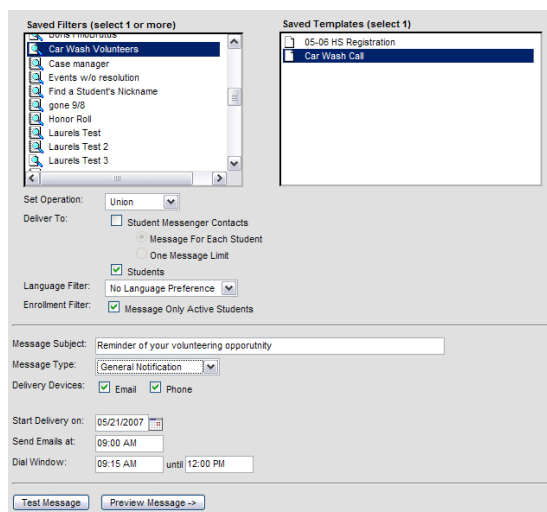 Saved Filters (select 1 or more)
Saved Templates (select 1)
Car Wash Volunteers
Case manager
Events w/o resolution
Find a Student's Nickname
gone 9/8
Honor Roll
Laurels Test
Laurels Test 2
Laurels Test 3
05-06 HS Registration
Car Wash Call
Set Operation: Union
Deliver To: Student Messenger Contacts
Message For Each Student
One Message Limit
Students
Language Filter: No Language Preference
Enrollment Filter: Message Only Active Students
Message Subject: Reminder of your volunteering opporutnity
Message Type: General Notification
Delivery Devices: Email Phone
Start Delivery on: 05/21/2007
Send Emails at: 09:00 AM
Dial Window: 09:15 AM until 12:00 PM
Test Message Preview Message ->